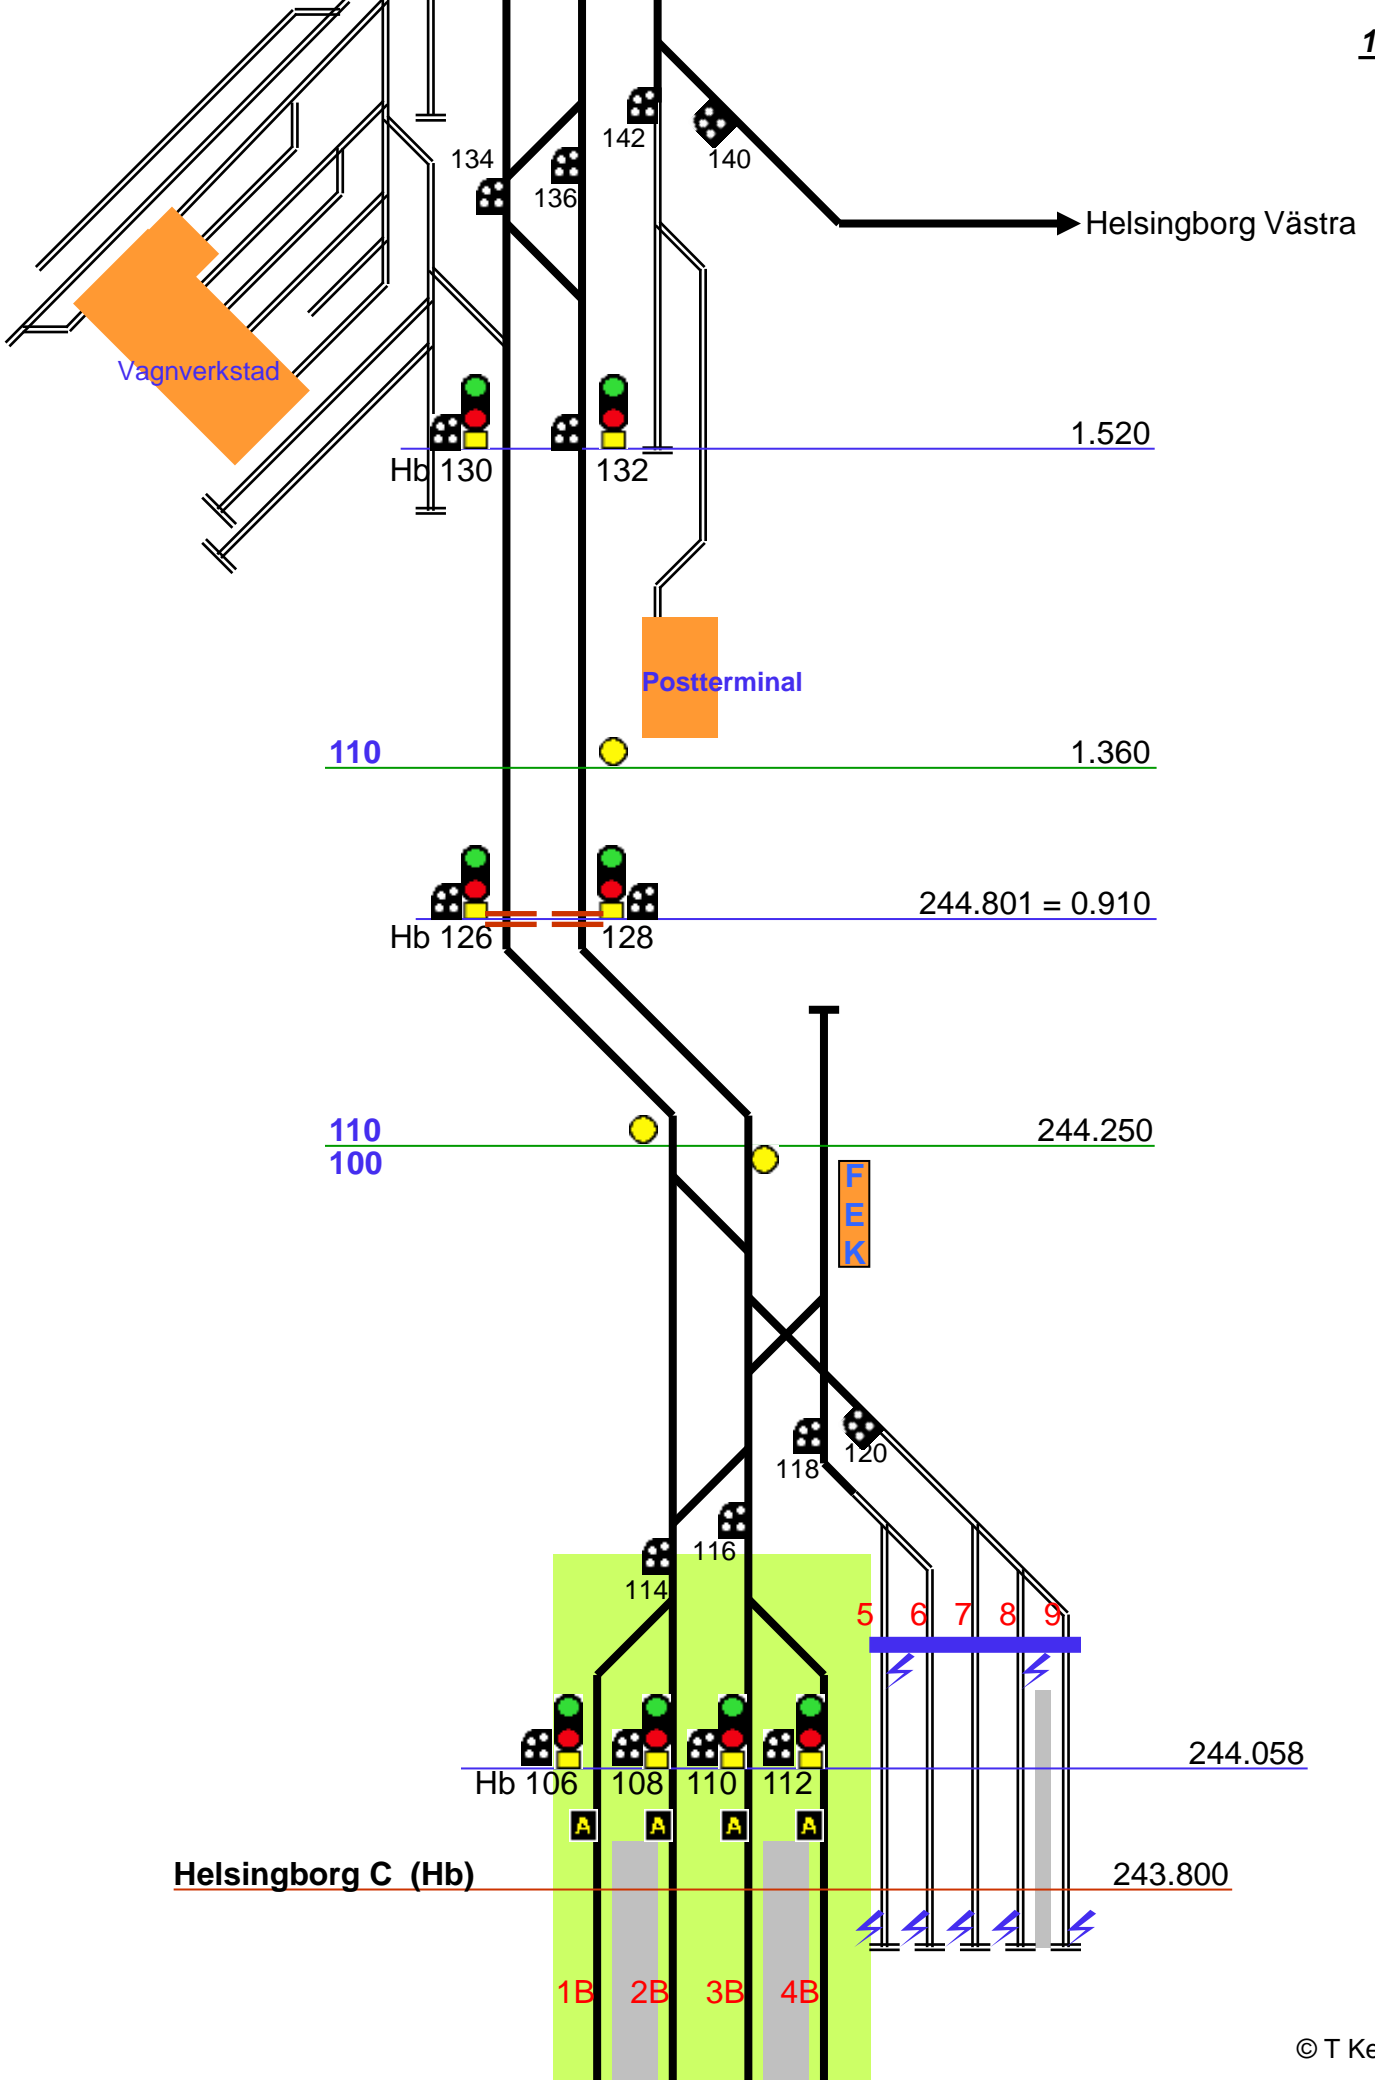 1
142
140
134
136
Helsingborg Västra
Vagnverkstad
1.520
Hb 130
132
Postterminal
110
1.360
244.801 = 0.910
Hb 126
128
110
244.250
100
F
E
K
120
118
116
114
5 6 7 8 9
244.058
Hb 106 108 110 112
A A A A
Helsingborg C (Hb)
243.800
1B 2B 3B 4B
© T Ke